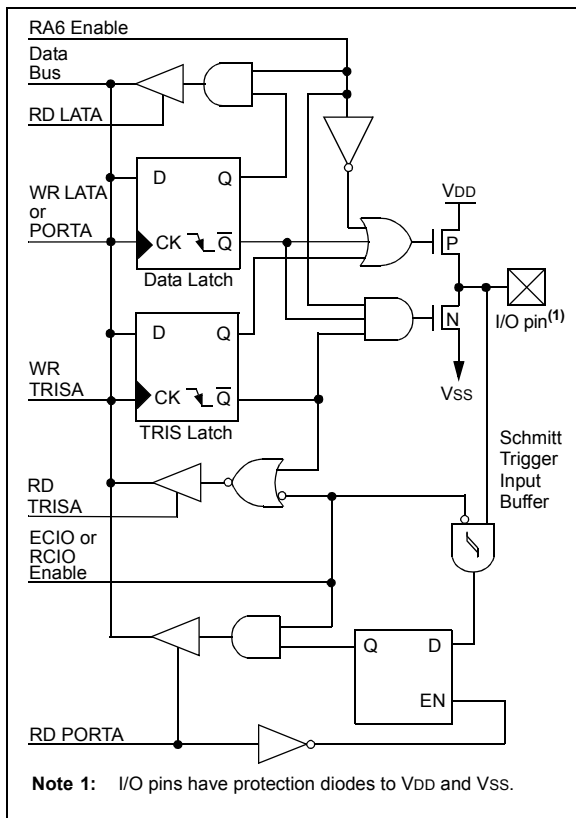 RA6 Enable
Data
Bus
RD LATA
D Q
WR LATA
or
PORTA
CK Q
VDD
P
Data Latch
N
I/O pin(1)
D Q
WR
TRISA
CK Q
VSS
TRIS Latch
Schmitt
Trigger
Input
Buffer
RD
TRISA
ECIO or
RCIO
Enable
Q D
EN
RD PORTA
Note 1: I/O pins have protection diodes to VDD and VSS.